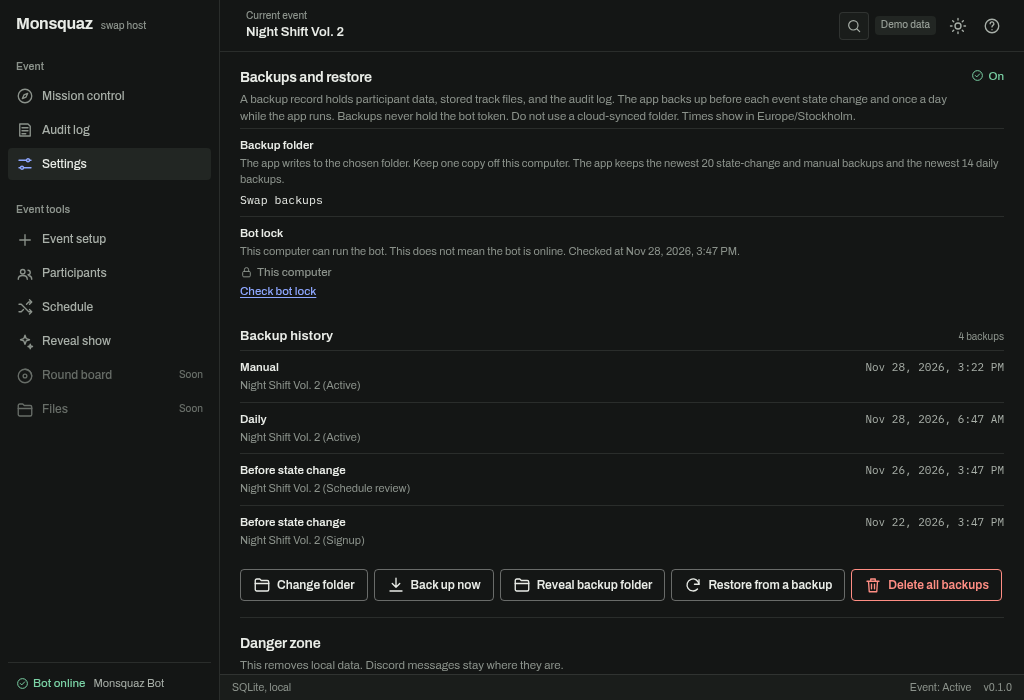 Monsquaz swap host
Event
Mission control
Audit log
Settings
Event tools
Event setup
Participants
Schedule
Reveal show
Round board Soon
Files Soon
Bot online Monsquaz Bot
Current event
Night Shift Vol. 2
Demo data
Backups and restore
On
A backup record holds participant data, stored track files, and the audit log. The app backs up before each event state change and once a day
while the app runs. Backups never hold the bot token. Do not use a cloud-synced folder. Times show in Europe/Stockholm.
Backup folder
The app writes to the chosen folder. Keep one copy off this computer. The app keeps the newest 20 state-change and manual backups and the newest 14 daily
backups.
Swap backups
Bot lock
This computer can run the bot. This does not mean the bot is online. Checked at Nov 28, 2026, 3:47 PM.
This computer
Check bot lock
Backup history 4 backups
Manual Nov 28, 2026, 3:22 PM
Night Shift Vol. 2 (Active)
Daily Nov 28, 2026, 6:47 AM
Night Shift Vol. 2 (Active)
Before state change Nov 26, 2026, 3:47 PM
Night Shift Vol. 2 (Schedule review)
Before state change Nov 22, 2026, 3:47 PM
Night Shift Vol. 2 (Signup)
Change folder Back up now Reveal backup folder Restore from a backup Delete all backups
Danger zone
This removes local data. Discord messages stay where they are.
SQLite, local Event: Active v0.1.0